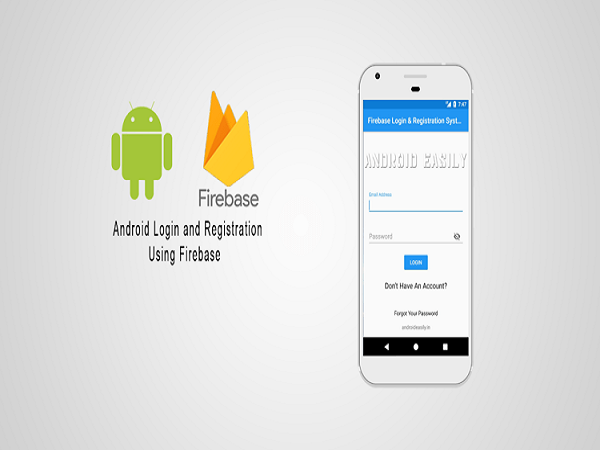 Firebase
Android Login and Registration
Using Firebase
7:47
Firebase Login & Registration Syst...
ANDROID EASILY
Email Address
Password
LOGIN
Don't Have An Account?
Forgot Your Password
androideasily.in